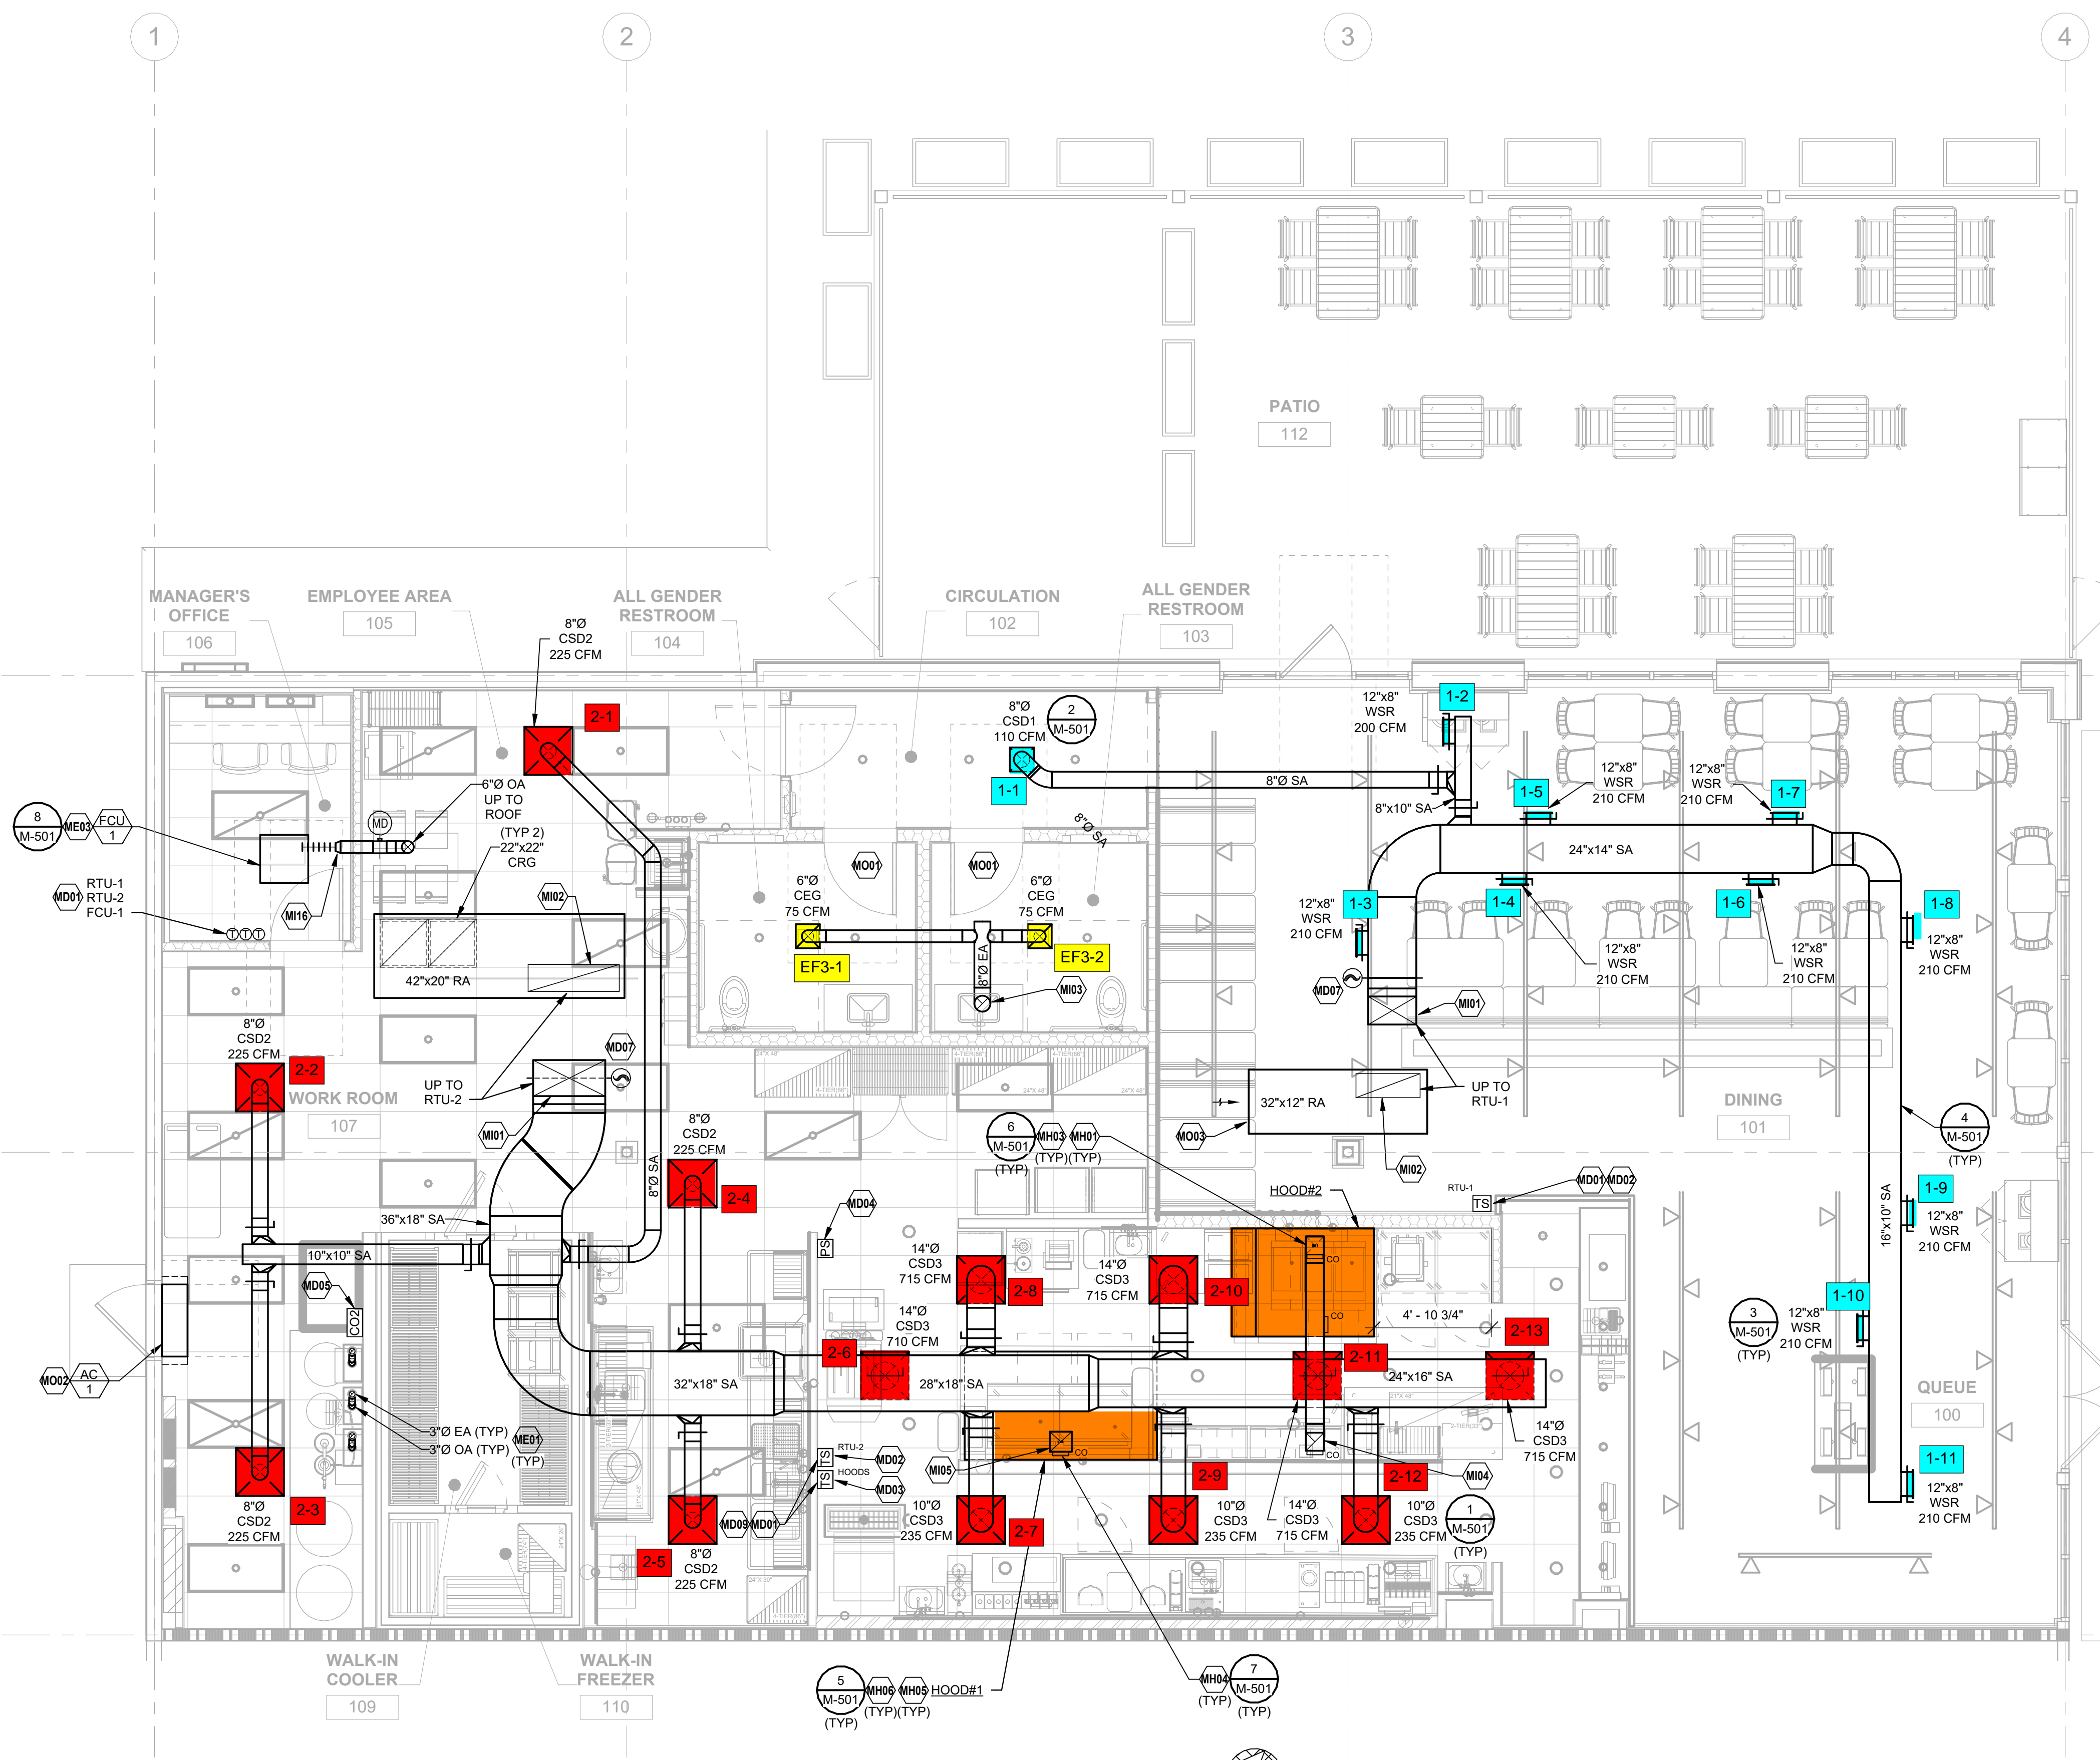 1
2
3
4
PATIO
112
MANAGER'S
OFFICE
106
EMPLOYEE AREA
105
ALL GENDER
RESTROOM
104
CIRCULATION
102
ALL GENDER
RESTROOM
103
8"Ø
CSD2
225 CFM
2-1
8"Ø
CSD1
110 CFM
2
M-501
1-1
12"x8"
WSR
200 CFM
1-2
8"Ø SA
8"x10" SA
8"Ø SA
12"x8"
WSR
210 CFM
1-5
12"x8"
WSR
210 CFM
1-7
24"x14" SA
6"Ø OA
UP TO
ROOF
MD
8
M-501
ME03
FCU
1
(TYP 2)
22"x22"
CRG
MD01
RTU-1
RTU-2
FCU-1
MI16
TTT
MI02
42"x20" RA
MO01
MO01
6"Ø
CEG
75 CFM
6"Ø
CEG
75 CFM
EF3-1
EF3-2
8"Ø EA
MI03
12"x8"
WSR
210 CFM
1-3
1-4
12"x8"
WSR
210 CFM
1-6
12"x8"
WSR
210 CFM
1-8
12"x8"
WSR
210 CFM
MD07
MI01
8"Ø
CSD2
225 CFM
2-2
WORK ROOM
107
UP TO
RTU-2
MD07
MI01
24"X 48"
4-TIER(86")
4-TIER(86")
24"X 48"
24"X 48"
UP TO
RTU-1
32"x12" RA
MO03
MI02
DINING
101
4
M-501
(TYP)
6
M-501
(TYP)
MH03
(TYP)
MH01
(TYP)
8"Ø
CSD2
225 CFM
2-4
8"Ø SA
36"x18" SA
10"x10" SA
MD04
PS
HOOD#2
RTU-1
TS
MD01
MD02
1-9
12"x8"
WSR
210 CFM
16"x10" SA
MD05
CO2
14"Ø
CSD3
715 CFM
2-8
14"Ø
CSD3
715 CFM
2-10
CO
CO
4' - 10 3/4"
2-13
3
M-501
(TYP)
12"x8"
WSR
210 CFM
1-10
14"Ø
CSD3
710 CFM
2-6
2-11
MO02
AC
1
32"x18" SA
28"x18" SA
24"x16" SA
QUEUE
100
3"Ø EA (TYP)
3"Ø OA (TYP)
ME01
(TYP)
RTU-2
TS
MD02
HOODS
TS
MD03
MI05
CO
CO
MI04
14"Ø
CSD3
715 CFM
2-9
2-12
1-11
12"x8"
WSR
210 CFM
8"Ø
CSD2
225 CFM
2-3
MD09
MD01
2-5
8"Ø
CSD2
225 CFM
10"Ø
CSD3
235 CFM
2-7
10"Ø
CSD3
235 CFM
14"Ø
CSD3
715 CFM
10"Ø
CSD3
235 CFM
1
M-501
(TYP)
24"X 30"
4-TIER(86")
WALK-IN
COOLER
109
WALK-IN
FREEZER
110
5
M-501
(TYP)
MH06
(TYP)
MH05
(TYP)
HOOD#1
MH04
(TYP)
7
M-501
(TYP)